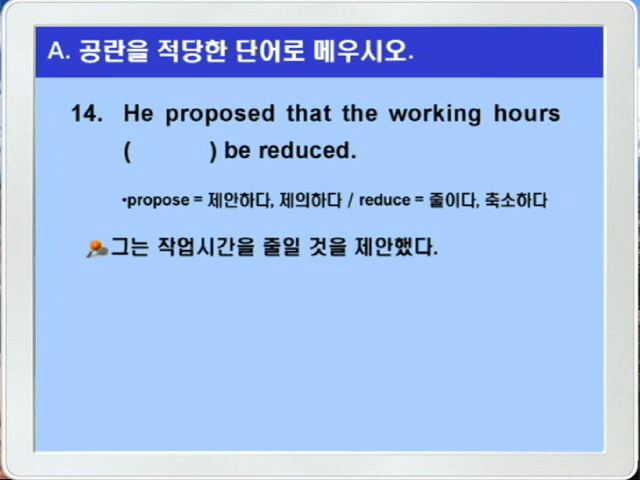 A. 공란을 적당한 단어로 메우시오.
14. He proposed that the working hours
( ) be reduced.
•propose = 제안하다, 제의하다 / reduce = 줄이다, 축소하다
그는 작업시간을 줄일 것을 제안했다.